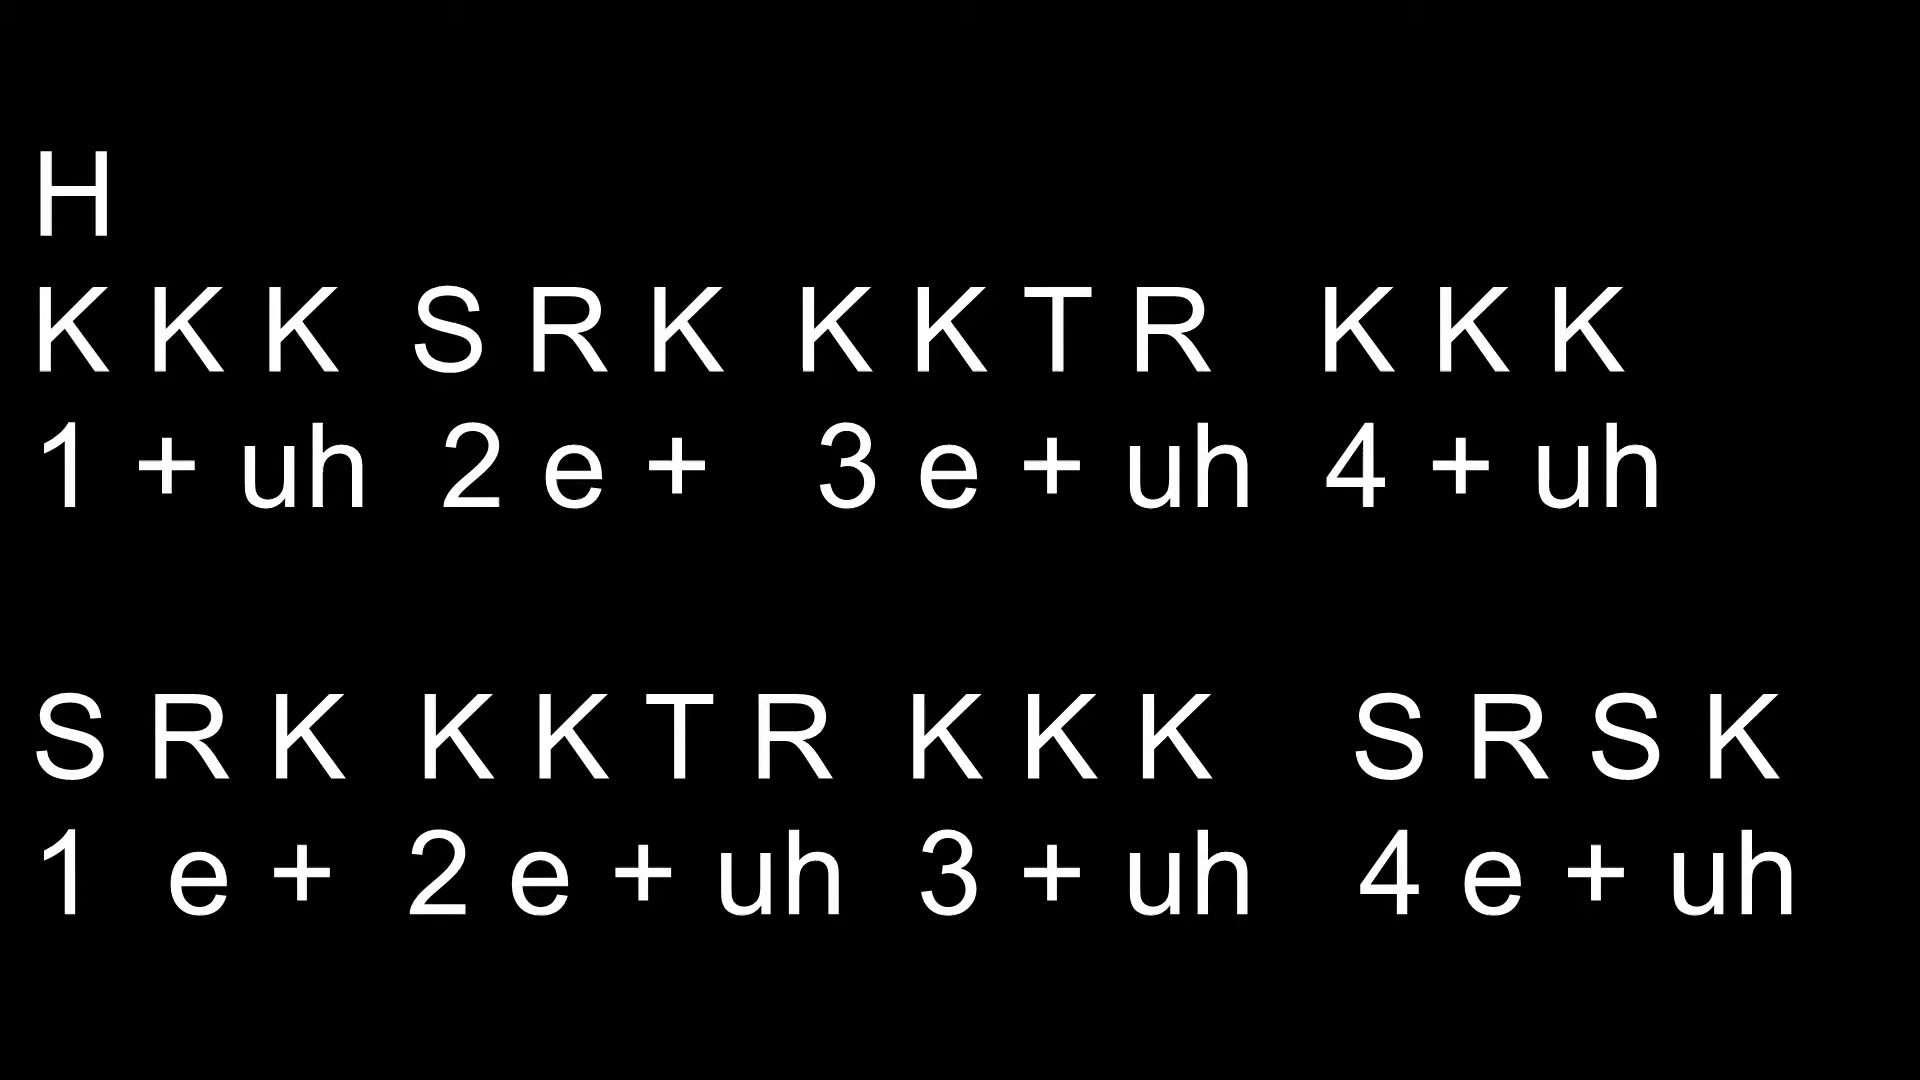 H
K K K S R K K K T R K K K
1 + uh 2 e + 3 e + uh 4 + uh
S R K K K T R K K K S R S K
1 e + 2 e + uh 3 + uh 4 e + uh